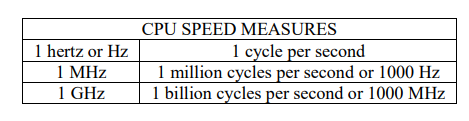 CPU SPEED MEASURES
1 hertz or Hz 1 cycle per second
1 MHz 1 million cycles per second or 1000 Hz
1 GHz 1 billion cycles per second or 1000 MHz